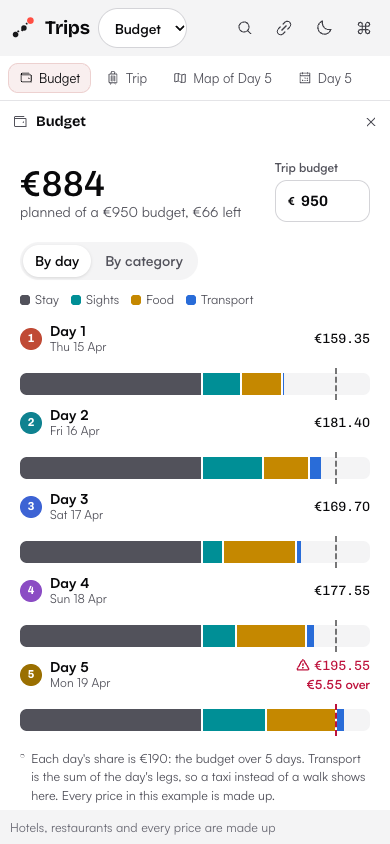 Trips
Budget
Budget
Trip
Map of Day 5
Day 5
Budget
€884
planned of a €950 budget, €66 left
Trip budget
€ 950
By day
By category
Stay
Sights
Food
Transport
1
Day 1
Thu 15 Apr
€159.35
2
Day 2
Fri 16 Apr
€181.40
3
Day 3
Sat 17 Apr
€169.70
4
Day 4
Sun 18 Apr
€177.55
5
Day 5
Mon 19 Apr
€195.55
€5.55 over
Each day's share is €190: the budget over 5 days. Transport
is the sum of the day's legs, so a taxi instead of a walk shows
here. Every price in this example is made up.
Hotels, restaurants and every price are made up